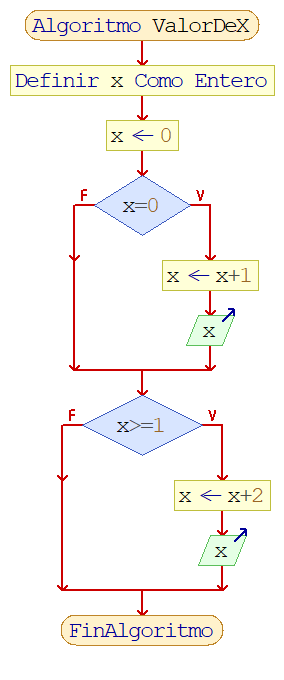 Algoritmo ValorDeX
Definir x Como Entero
x ← 0
x=0
F
V
x ← x+1
x
x>=1
F
V
x ← x+2
x
FinAlgoritmo